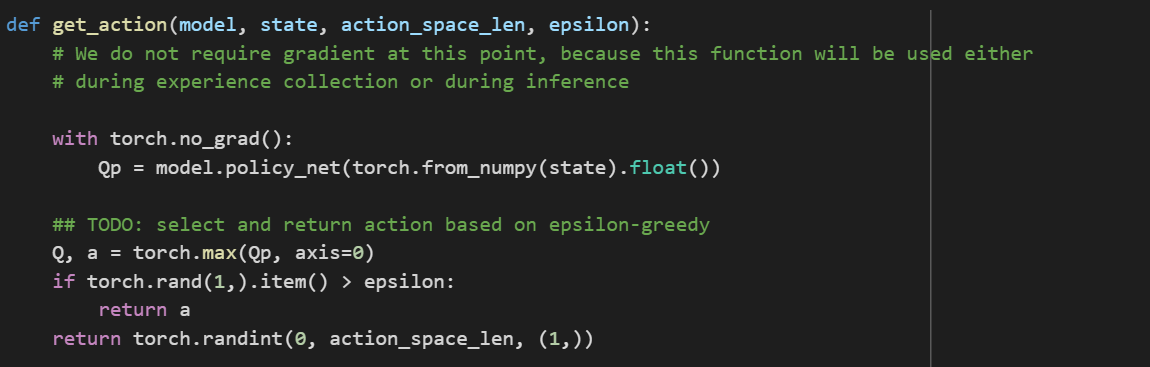 def get_action(model, state, action_space_len, epsilon):
    # We do not require gradient at this point, because this function will be used either
    # during experience collection or during inference

    with torch.no_grad():
        Qp = model.policy_net(torch.from_numpy(state).float())

    ## TODO: select and return action based on epsilon-greedy
    Q, a = torch.max(Qp, axis=0)
    if torch.rand(1,).item() > epsilon:
        return a
    return torch.randint(0, action_space_len, (1,))